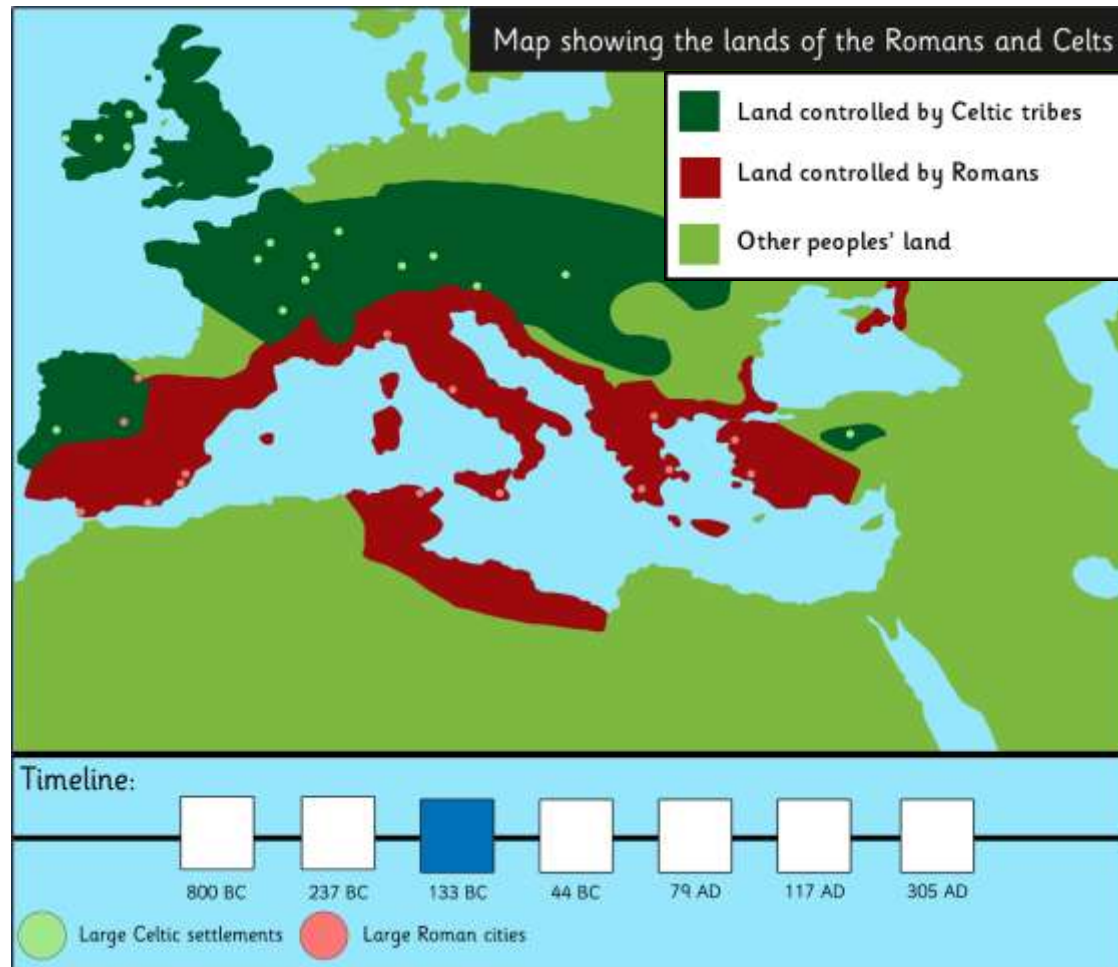 Map showing the lands of the Romans and Celts
Land controlled by Celtic tribes
Land controlled by Romans
Other peoples' land
Timeline:
800 BC
237 BC
133 BC
44 BC
79 AD
117 AD
305 AD
Large Celtic settlements
Large Roman cities